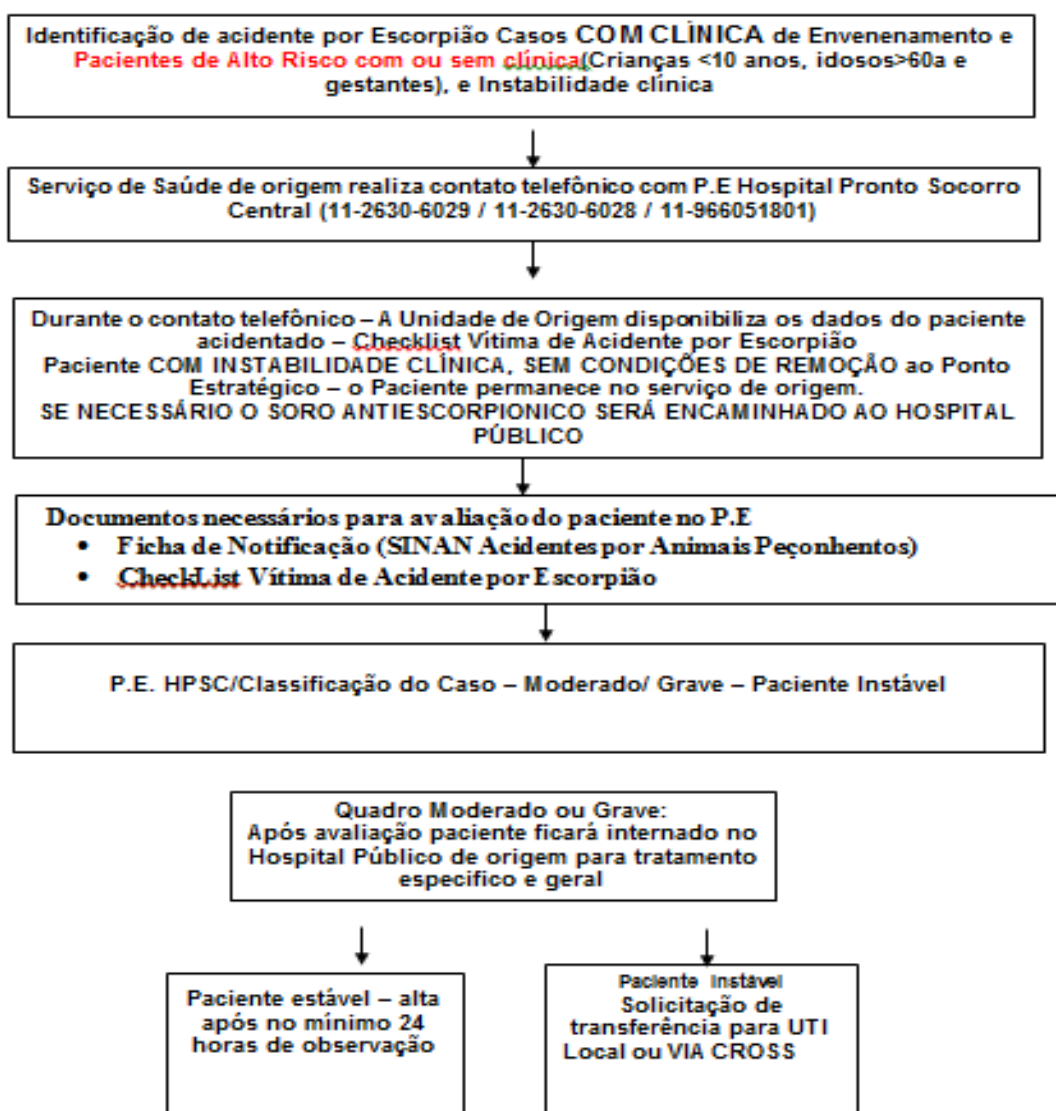 Identificação de acidente por Escorpião Casos COM CLÍNICA de Envenenamento e
Pacientes de Alto Risco com ou sem clínica(Crianças <10 anos, idosos>60a e
gestantes), e Instabilidade clínica
Serviço de Saúde de origem realiza contato telefônico com P.E Hospital Pronto Socorro
Central (11-2630-6029 / 11-2630-6028 / 11-966051801)
Durante o contato telefônico – A Unidade de Origem disponibiliza os dados do paciente
acidentado – Checklist Vítima de Acidente por Escorpião
Paciente COM INSTABILIDADE CLÍNICA, SEM CONDIÇÕES DE REMOÇÃO ao Ponto
Estratégico – o Paciente permanece no serviço de origem.
SE NECESSÁRIO O SORO ANTIESCORPIONICO SERÁ ENCAMINHADO AO HOSPITAL
PÚBLICO
Documentos necessários para avaliação do paciente no P.E
• Ficha de Notificação (SINAN Acidentes por Animais Peçonhentos)
• CheckList Vítima de Acidente por Escorpião
P.E. HPSC/Classificação do Caso – Moderado/ Grave – Paciente Instável
Quadro Moderado ou Grave:
Após avaliação paciente ficará internado no
Hospital Público de origem para tratamento
especifico e geral
Paciente estável – alta
após no mínimo 24
horas de observação
Paciente Instável
Solicitação de
transferência para UTI
Local ou VIA CROSS